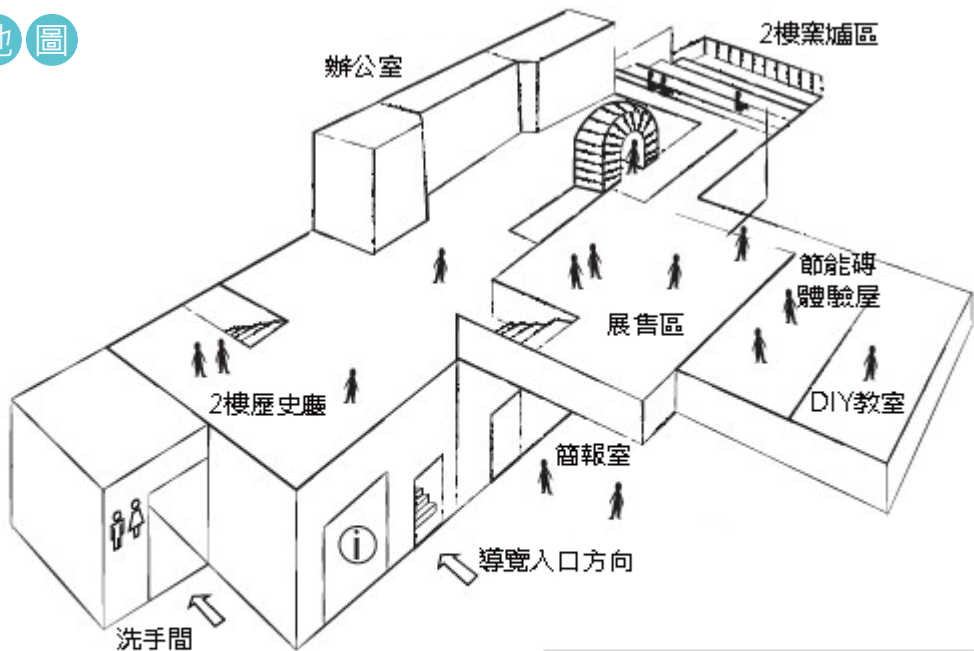 地圖
2樓窯爐區
辦公室
節能磚
體驗屋
展售區
2樓歷史廳
DIY教室
簡報室
i
導覽入口方向
洗手間